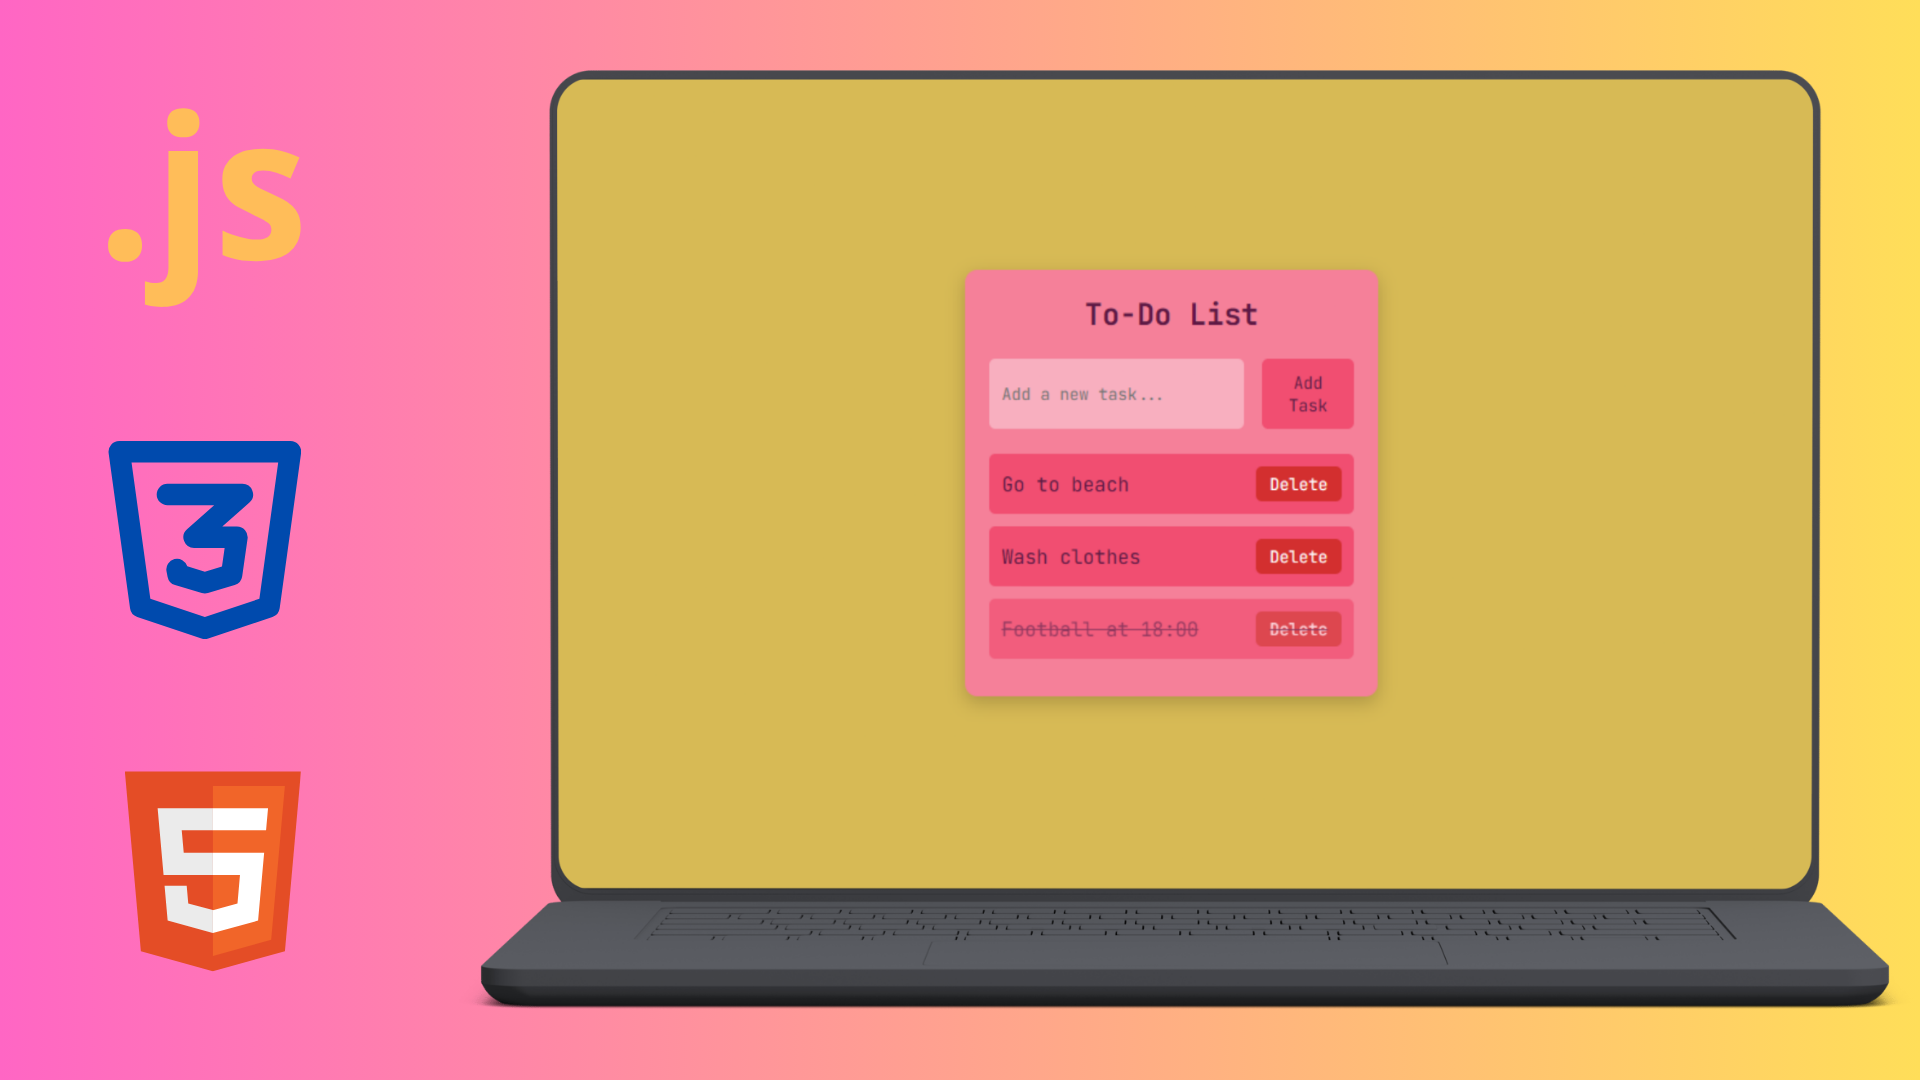 .js
3
5
To-Do List
Add a new task...
Add
Task
Go to beach
Delete
Wash clothes
Delete
Football at 18:00
Delete